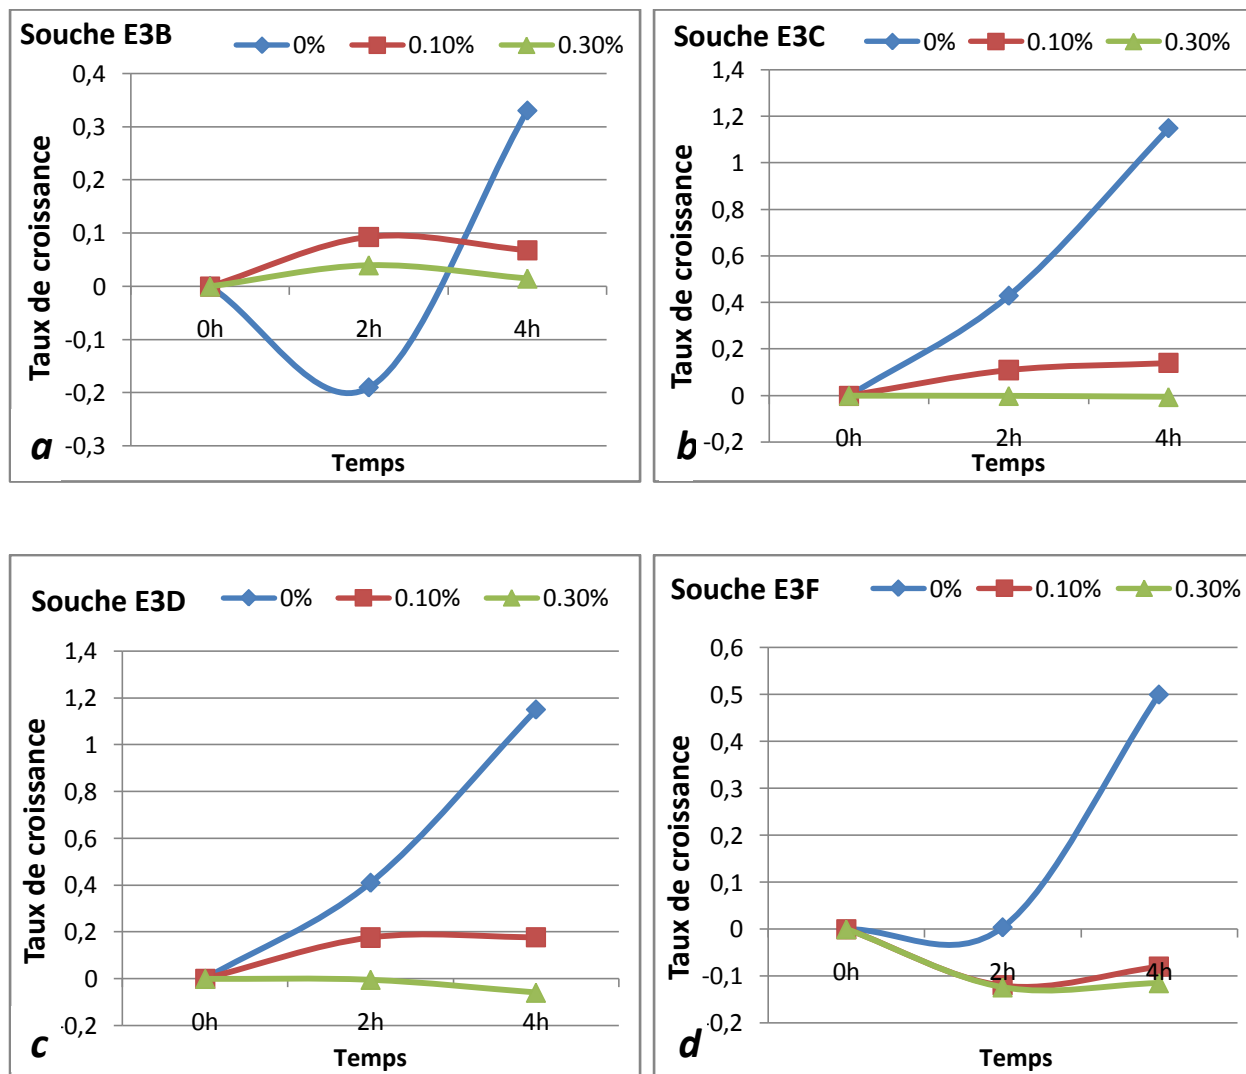 Souche E3B 0% 0.10% 0.30%
0,4
0,3
0,2
0,1
0
-0,1
-0,2
-0,3
0h 2h 4h
Taux de croissance
Temps
a
Souche E3C 0% 0.10% 0.30%
1,4
1,2
1
0,8
0,6
0,4
0,2
0
-0,2
0h 2h 4h
Taux de croissance
Temps
b
Souche E3D 0% 0.10% 0.30%
1,4
1,2
1
0,8
0,6
0,4
0,2
0
-0,2
0h 2h 4h
Taux de croissance
Temps
c
Souche E3F 0% 0.10% 0.30%
0,6
0,5
0,4
0,3
0,2
0,1
0
-0,1
-0,2
0h 2h 4h
Taux de croissance
Temps
d